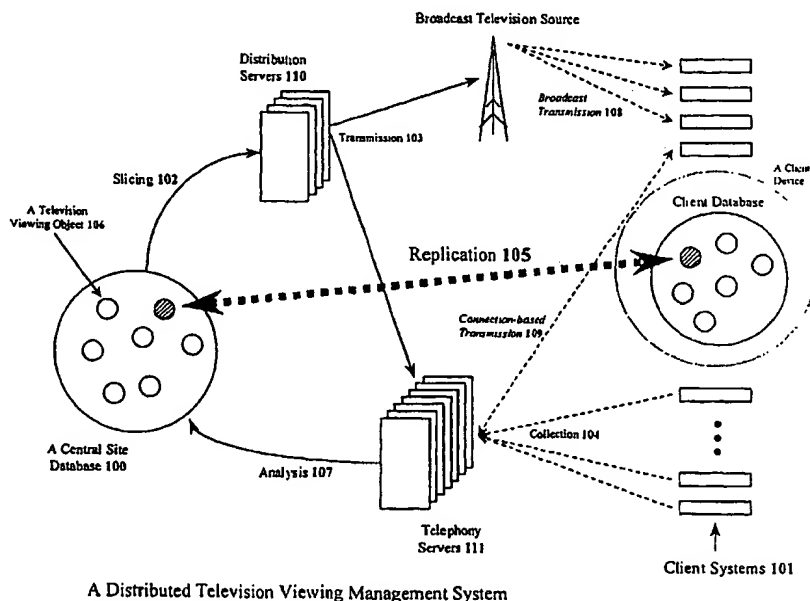 Broadcast Television Source
Distribution
Servers 110
Broadcast
Transmission 108
Transmission 103
Slicing 102
A Client
Device
Client Database
A Television
Viewing Object 106
Replication 105
Connection-based
Transmission 109
Collection 104
A Central Site
Database 100
Analysis 107
Telephony
Servers 111
Client Systems 101
A Distributed Television Viewing Management System